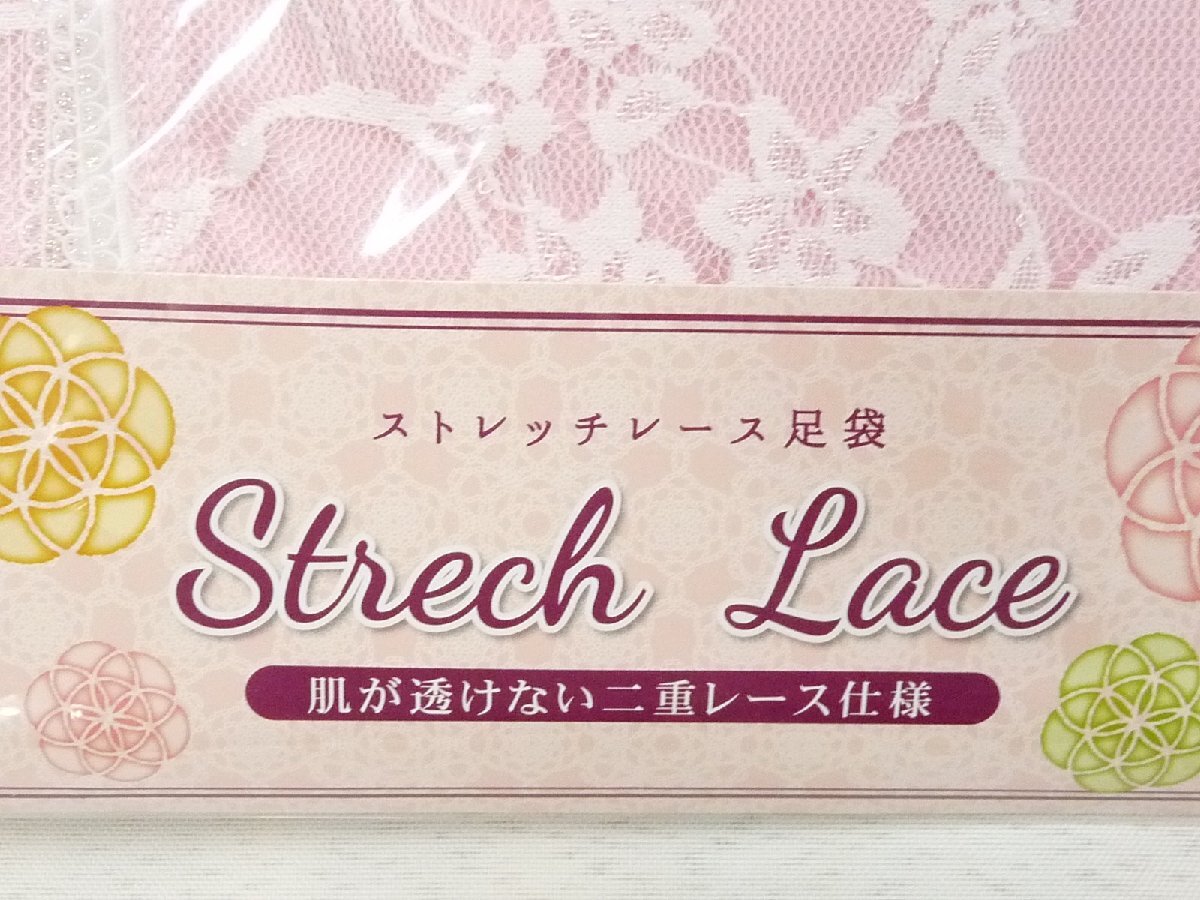 ストレッチレース足袋
Strech Lace
肌が透けない二重レース仕様